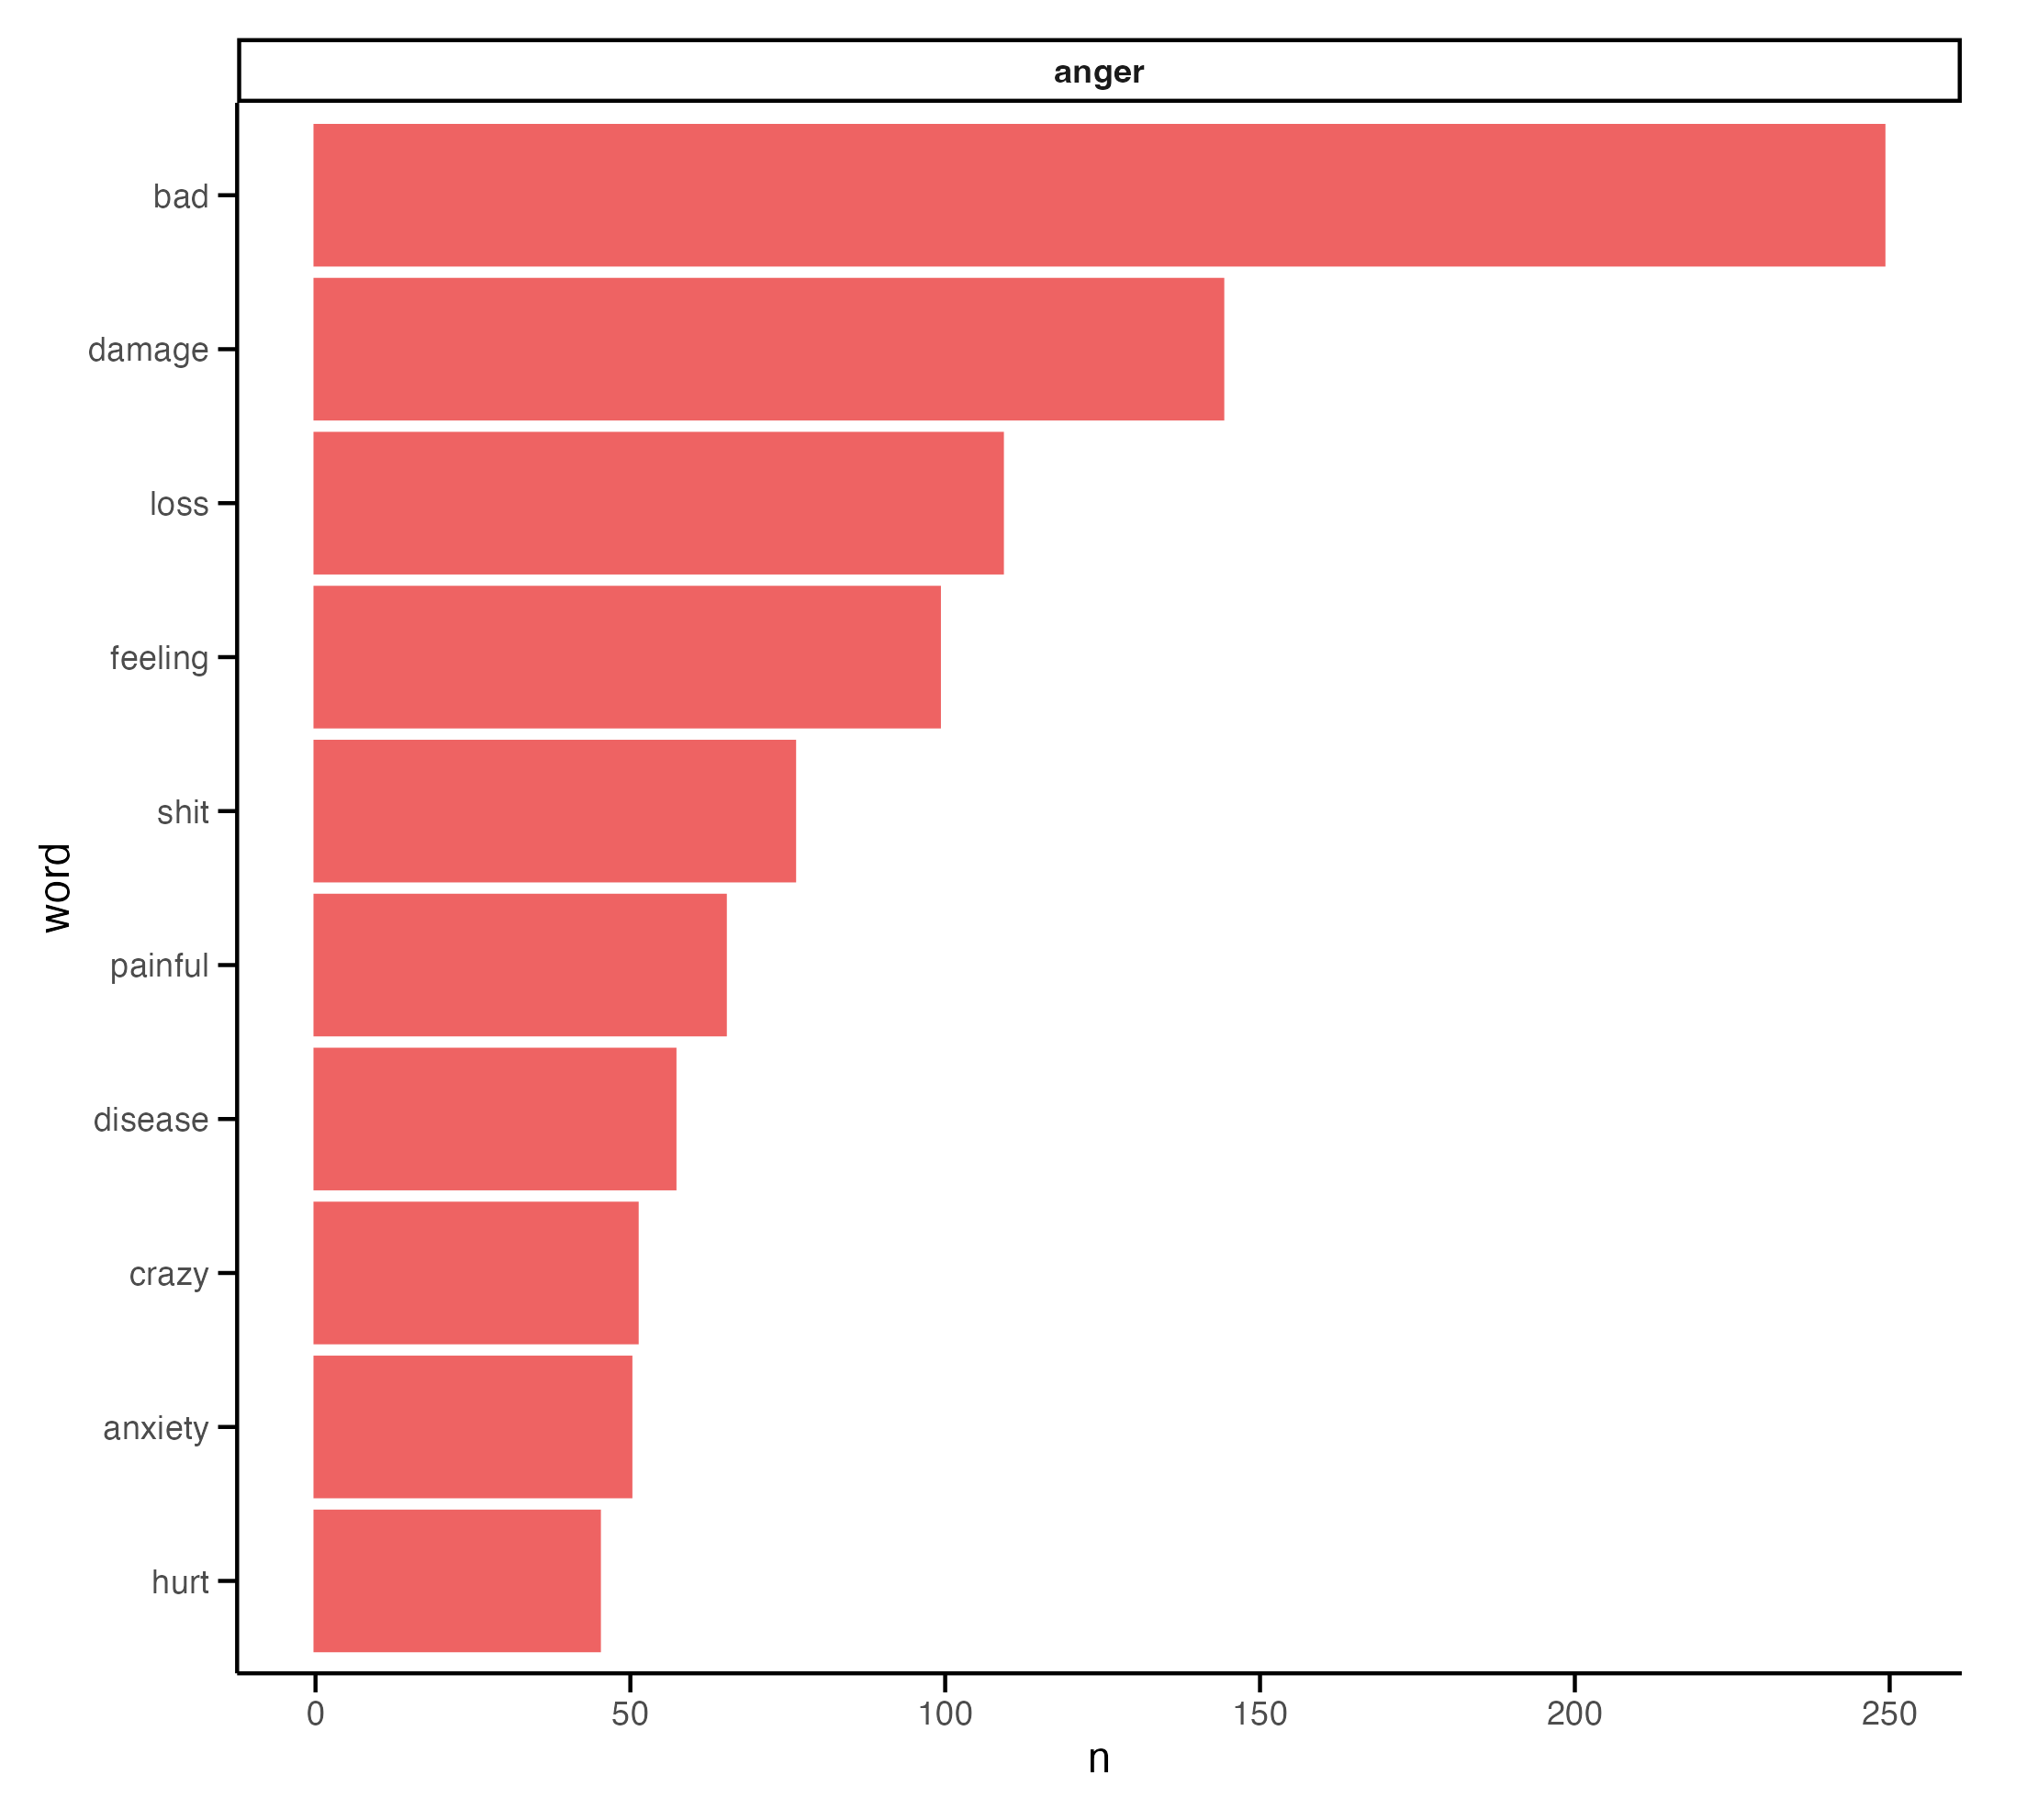 anger
bad
damage
loss
feeling
shit
painful
disease
crazy
anxiety
hurt
word
0 50 100 150 200 250
n